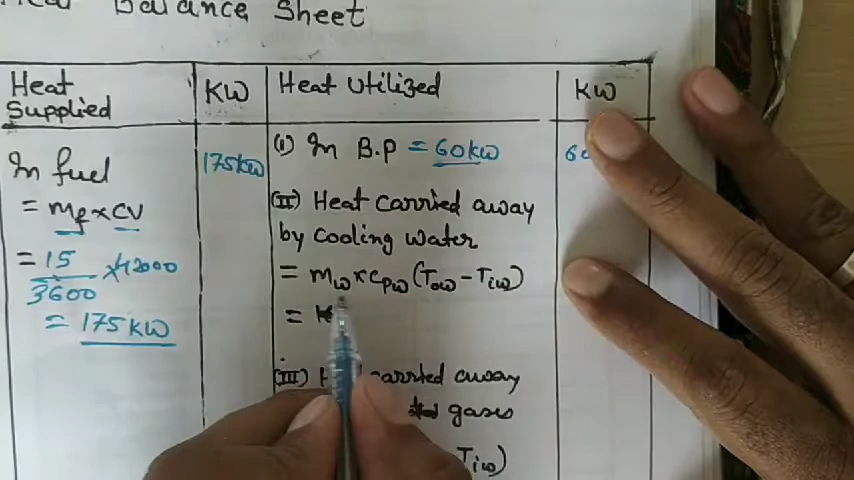 Balance Sheet
Heat Supplied
KW
Heat Utilized
KW
In fuel
= mf×CV
= 15/3600 ×42000
= 175 KW
175KW
(i) In B.P = 60KW
(ii) Heat carried away
by cooling water
= mw×Cpw(Tow-Tiw)
=
(iii) carried away
gases
Tiw)